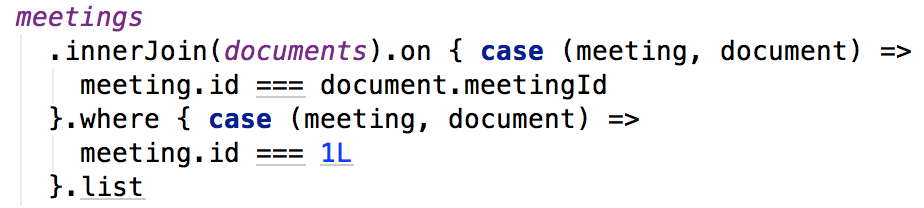 meetings
.innerJoin(documents).on { case (meeting, document) =>
meeting.id === document.meetingId
}.where { case (meeting, document) =>
meeting.id === 1L
}.list